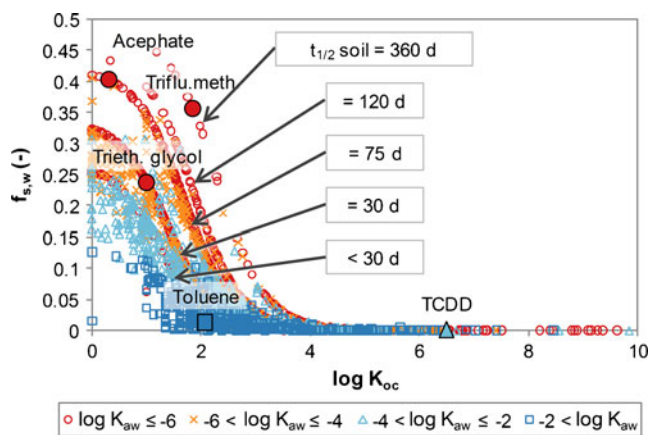 0.5
0.45
0.4
0.35
0.3
0.25
0.2
0.15
0.1
0.05
0
f_s,w (-)
Acephate
Triflu.meth
Trieth. glycol
Toluene
TCDD
t_1/2 soil = 360 d
= 120 d
= 75 d
= 30 d
< 30 d
0 2 4 6 8 10
log K_oc
log K_aw ≤ -6 -6 < log K_aw ≤ -4 -4 < log K_aw ≤ -2 -2 < log K_aw